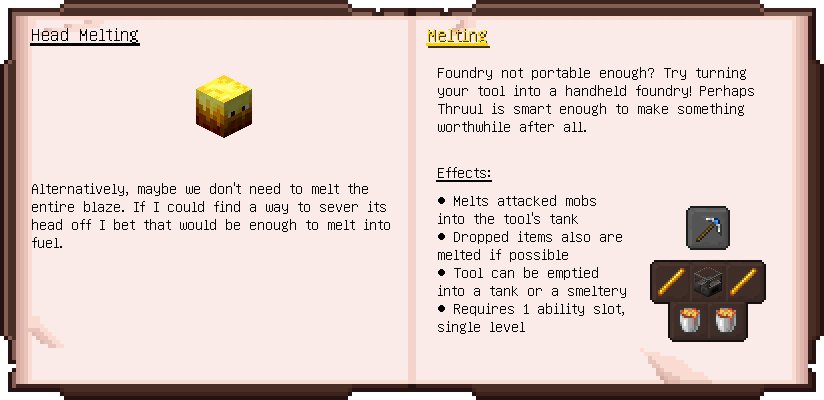 Head Melting
Alternatively, maybe we don't need to melt the
entire blaze. If I could find a way to sever its
head off I bet that would be enough to melt into
fuel.
Melting
Foundry not portable enough? Try turning
your tool into a handheld foundry! Perhaps
Thruul is smart enough to make something
worthwhile after all.
Effects:
• Melts attacked mobs
into the tool's tank
• Dropped items also are
melted if possible
• Tool can be emptied
into a tank or a smeltery
• Requires 1 ability slot,
single level